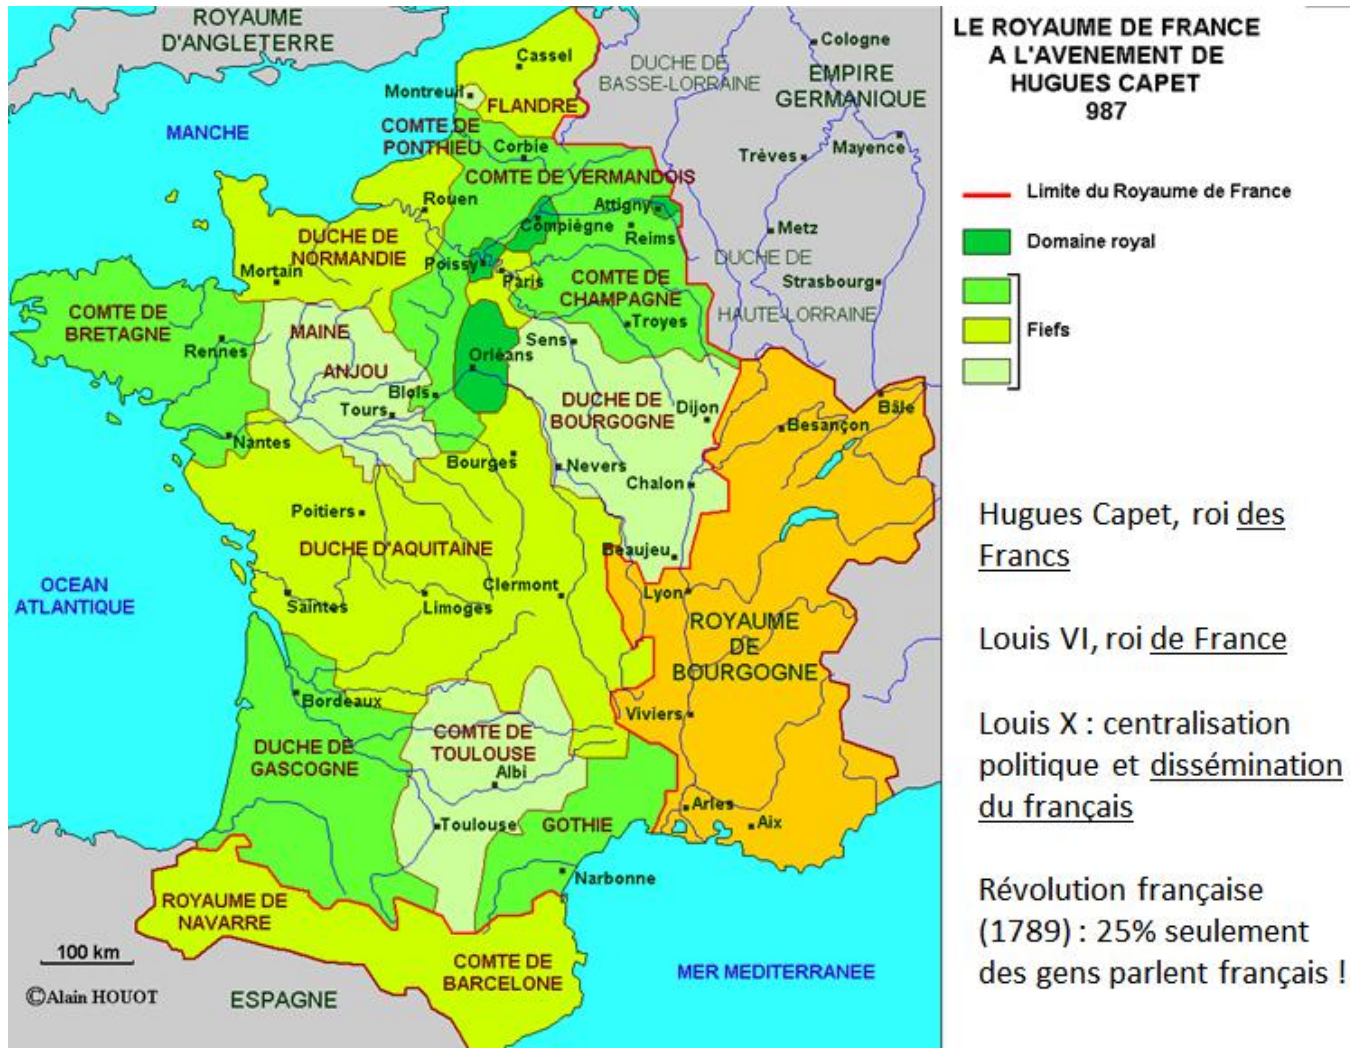 ROYAUME
D'ANGLETERRE
Cassel
Montreuil
FLANDRE
DUCHE DE
BASSE-LORRAINE
Cologne
EMPIRE
GERMANIQUE
MANCHE
COMTE DE
PONTHIEU
Corbie
Trèves
Mayence
COMTE DE VERMANDOIS
Rouen
Attigny
Compiègne
Reims
Metz
DUCHE DE
NORMANDIE
Mortain
Poissy
Paris
COMTE DE
CHAMPAGNE
DUCHE DE
HAUTE-LORRAINE
Strasbourg
COMTE DE
BRETAGNE
Rennes
MAINE
ANJOU
Troyes
Sens
Orléans
Blois
Tours
DUCHE DE
BOURGOGNE
Dijon
Bâle
Besançon
Nantes
Bourges
Nevers
Chalon
Poitiers
DUCHE D'AQUITAINE
Beaujeu
OCEAN
ATLANTIQUE
Saintes
Limoges
Clermont
Lyon
ROYAUME
DE
BOURGOGNE
Bordeaux
Viviers
DUCHE DE
GASCOGNE
COMTE DE
TOULOUSE
Albi
Toulouse
GOTHIE
Arles
Aix
Narbonne
ROYAUME DE
NAVARRE
COMTE DE
BARCELONE
MER MEDITERRANEE
100 km
©Alain HOUOT
ESPAGNE
LE ROYAUME DE FRANCE
A L'AVENEMENT DE
HUGUES CAPET
987
Limite du Royaume de France
Domaine royal
Fiefs
Hugues Capet, roi des
Francs
Louis VI, roi de France
Louis X : centralisation
politique et dissémination
du français
Révolution française
(1789) : 25% seulement
des gens parlent français !